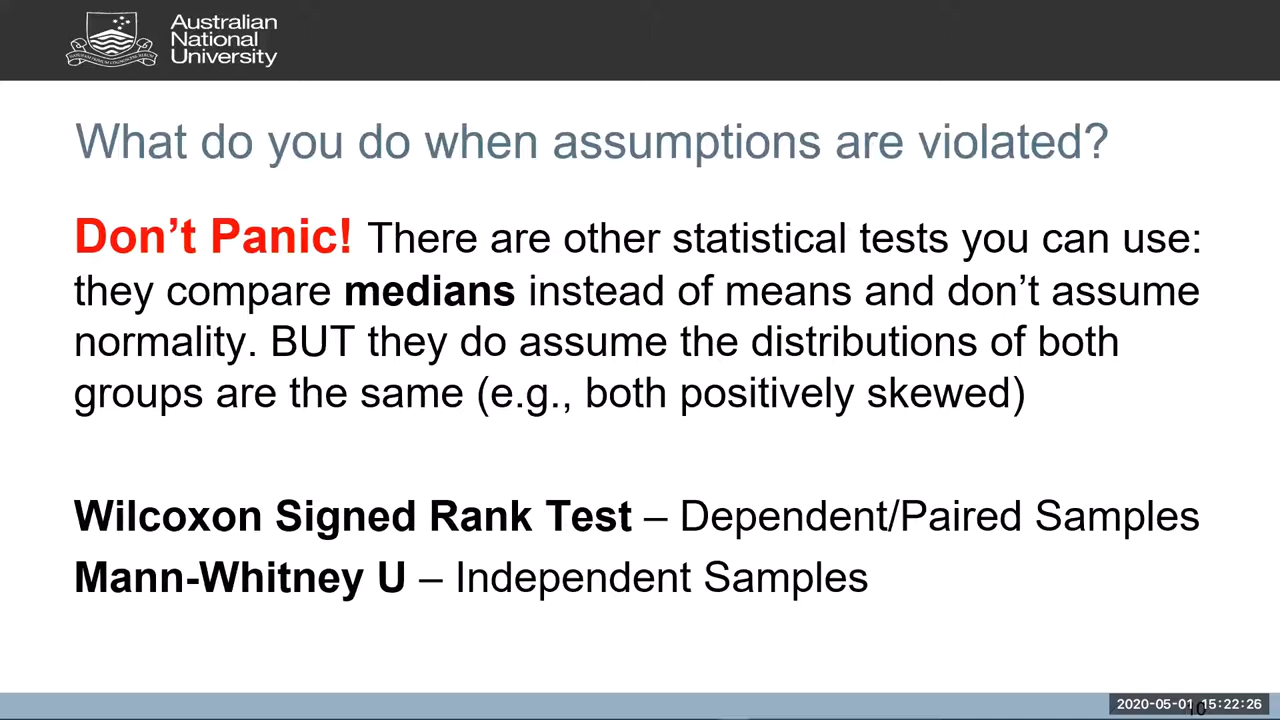 Australian
National
University
What do you do when assumptions are violated?
Don’t Panic! There are other statistical tests you can use:
they compare medians instead of means and don’t assume
normality. BUT they do assume the distributions of both
groups are the same (e.g., both positively skewed)
Wilcoxon Signed Rank Test – Dependent/Paired Samples
Mann-Whitney U – Independent Samples
2020-05-01 15:22:26
10